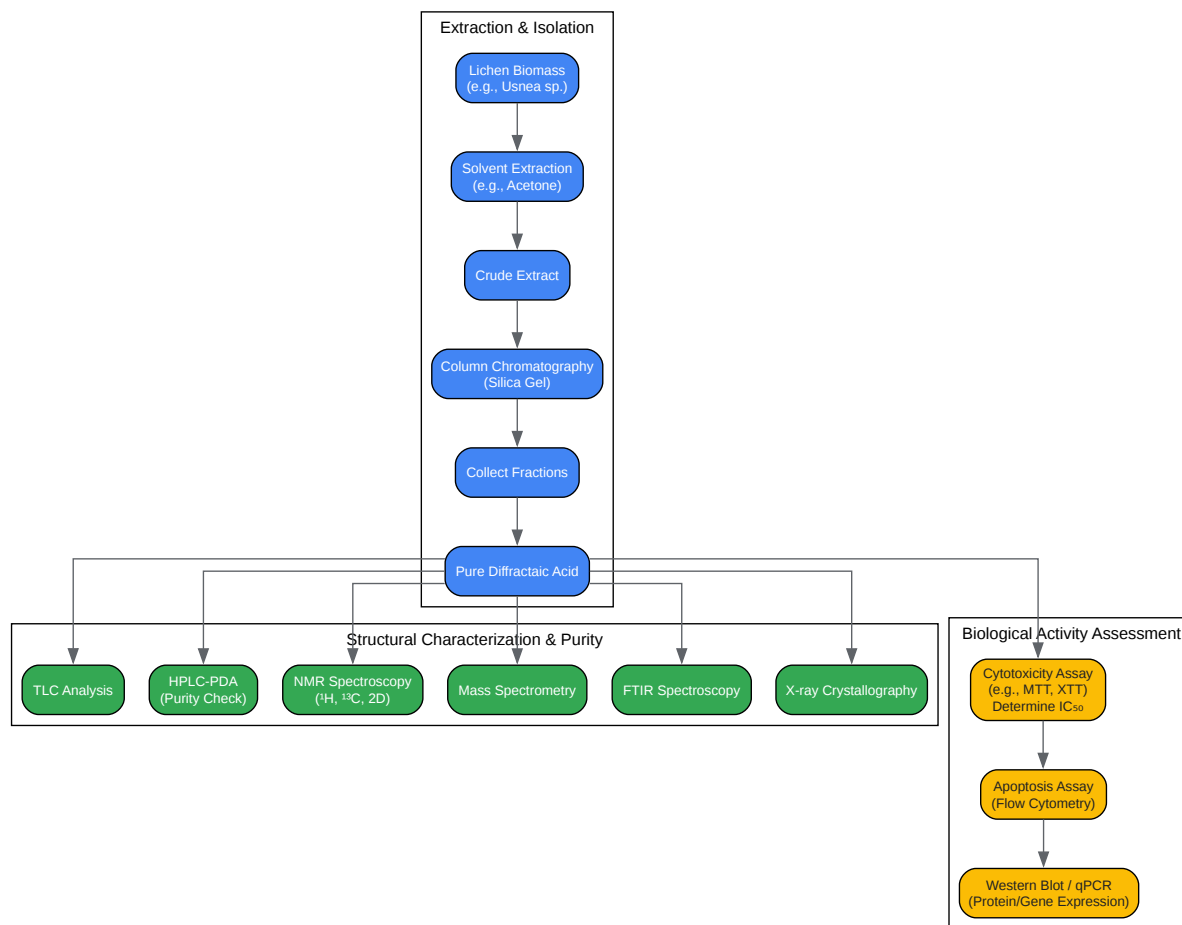 Extraction & Isolation
Lichen Biomass
(e.g., Usnea sp.)
Solvent Extraction
(e.g., Acetone)
Crude Extract
Column Chromatography
(Silica Gel)
Collect Fractions
Pure Diffractaic Acid
Structural Characterization & Purity
TLC Analysis
HPLC-PDA
(Purity Check)
NMR Spectroscopy
(¹H, ¹³C, 2D)
Mass Spectrometry
FTIR Spectroscopy
X-ray Crystallography
Biological Activity Assessment
Cytotoxicity Assay
(e.g., MTT, XTT)
Determine IC₅₀
Apoptosis Assay
(Flow Cytometry)
Western Blot / qPCR
(Protein/Gene Expression)